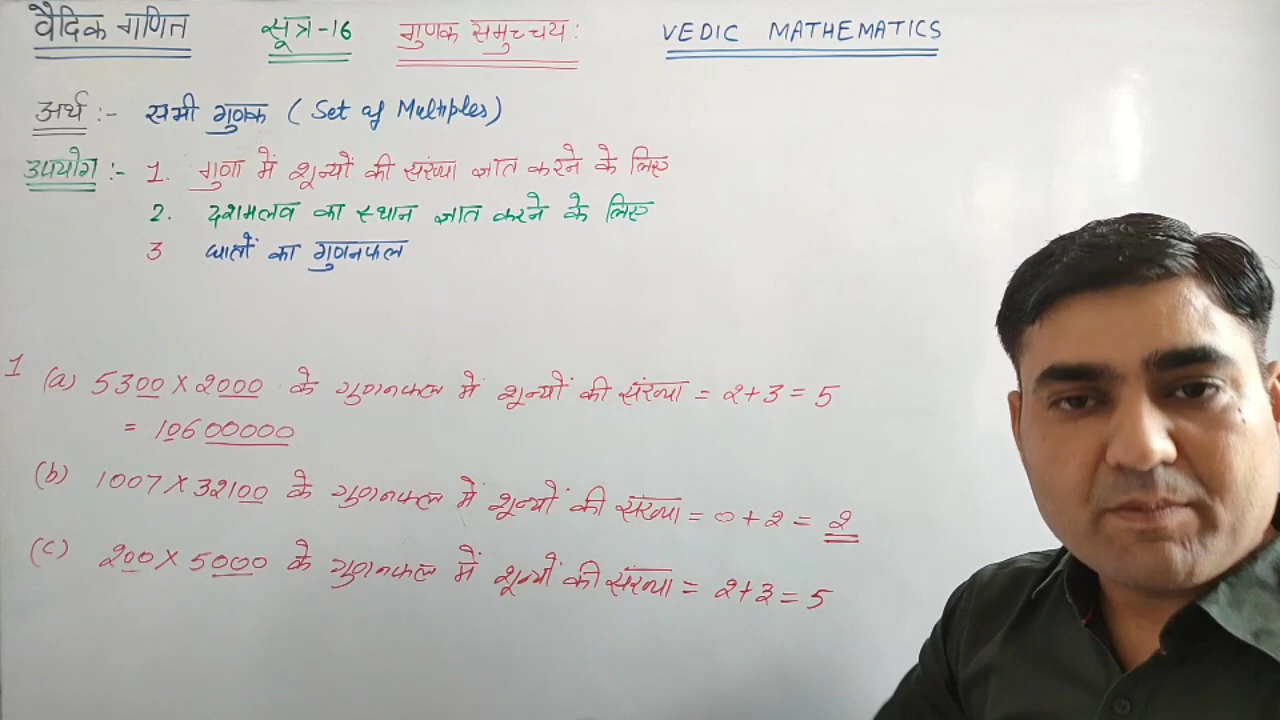 वैदिक गणित सूत्र-16 गुणक समुच्चय: VEDIC MATHEMATICS
अर्थ :- सभी गुणक ( Set of Multiples)
उपयोग :- 1. गुणा में शून्यों की संख्या ज्ञात करने के लिए
2. दशमलव का स्थान ज्ञात करने के लिए
3 घातों का गुणनफल
1 (a) 5300 × 2000 के गुणनफल में शून्यों की संख्या = 2+3 = 5
= 10600000
(b) 1007 × 32100 के गुणनफल में शून्यों की संख्या = 0+2 = 2
(c) 200 × 5000 के गुणनफल में शून्यों की संख्या = 2+3 = 5